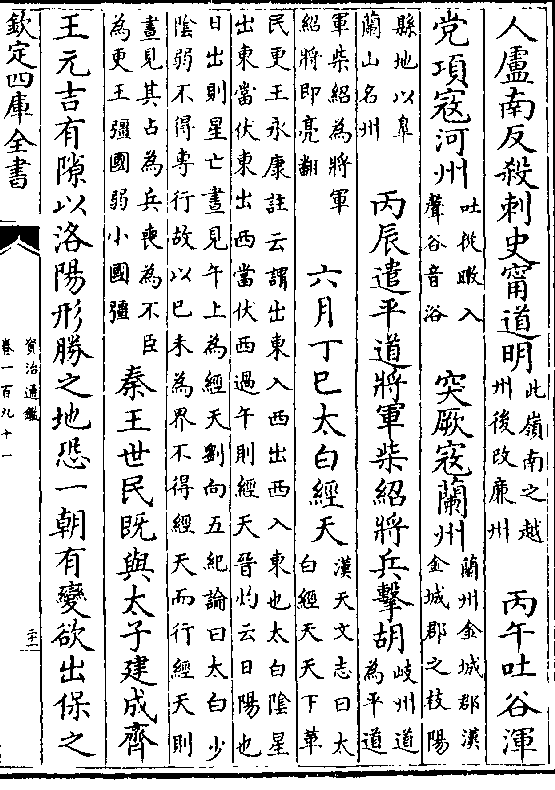 人盧南反殺刺史甯道明此嶺南之越
州後改廉州丙午吐谷渾
党項寇河州吐挑暇入
聲谷音浴突厥寇蘭州蘭州金城郡漢
金城郡之枝陽
縣地以皋
蘭山名州丙辰遣平道將軍柴紹將兵擊胡岐州道
為平道
軍柴紹為將軍
紹將即亮翻六月丁巳太白經天漢天文志曰太
白經天天下革
民更王永康註云謂出東入西出西入東也太白陰星
出東當伏東出西當伏西過午則經天晉灼云日陽也
日出則星亡晝見午上為經天劉向五紀論曰太白少
陰弱不得專行故以巳未為界不得經天而行經天則
晝見其占為兵喪為不臣
為更王彊國弱小國彊秦王世民既與太子建成齊
王元吉有隙以洛陽形勝之地恐一朝有變欲出保之
欽定四庫全書
資治通鑑
卷一百九十一